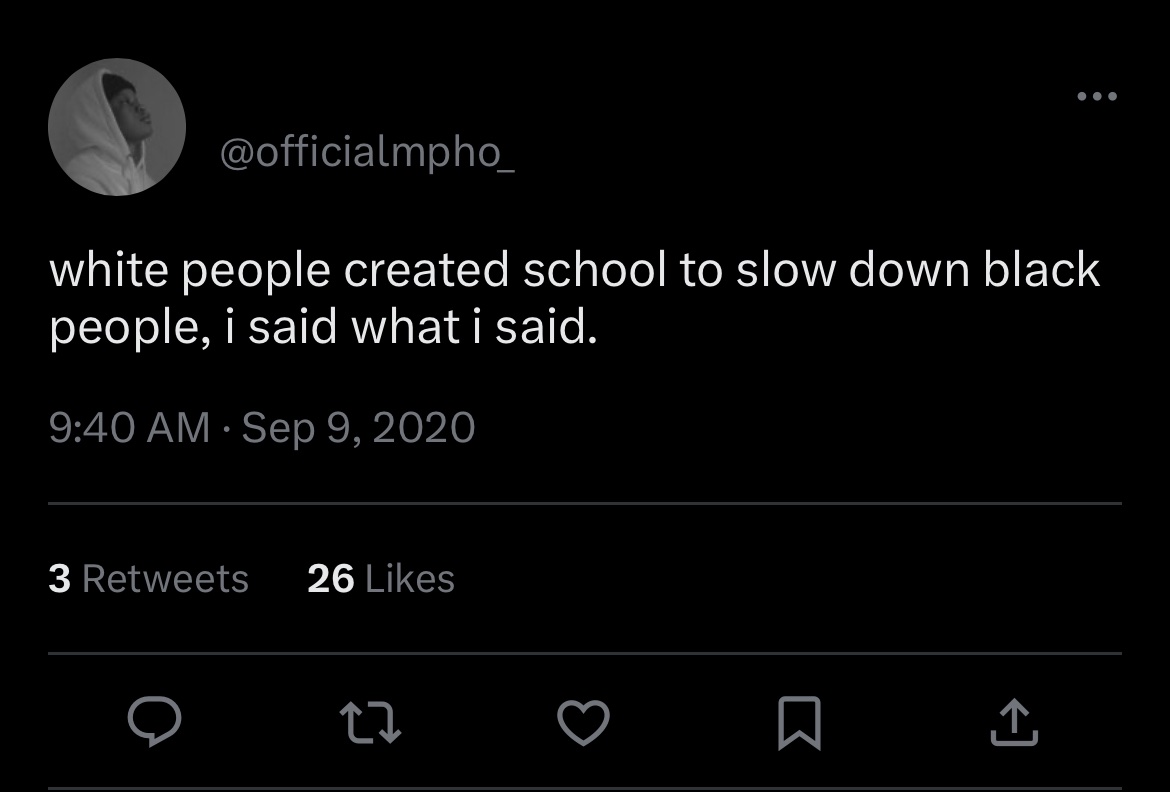 @officialmpho_
white people created school to slow down black
people, i said what i said.
9:40 AM · Sep 9, 2020
3 Retweets 26 Likes